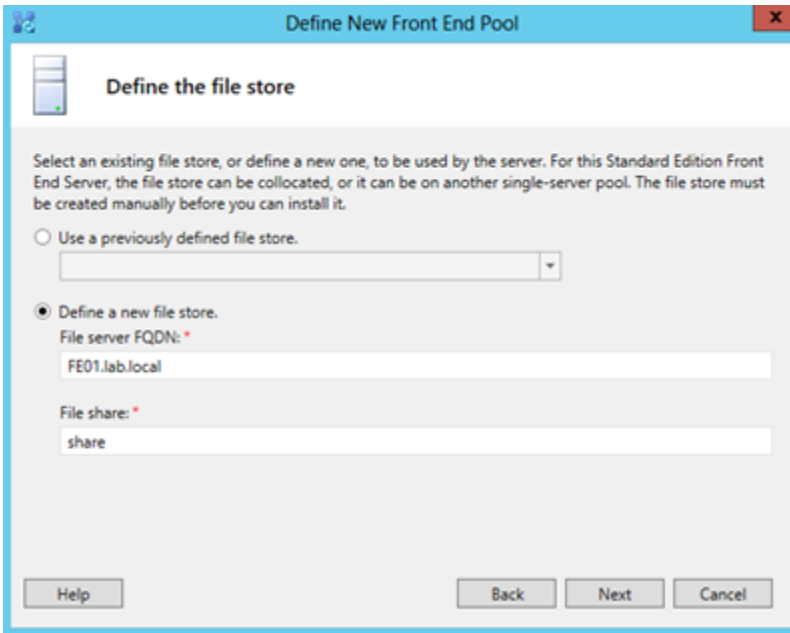 Define New Front End Pool
x
Define the file store
Select an existing file store, or define a new one, to be used by the server. For this Standard Edition Front
End Server, the file store can be collocated, or it can be on another single-server pool. The file store must
be created manually before you can install it.
Use a previously defined file store.
Define a new file store.
File server FQDN: *
FE01.lab.local
File share: *
share
Help Back Next Cancel